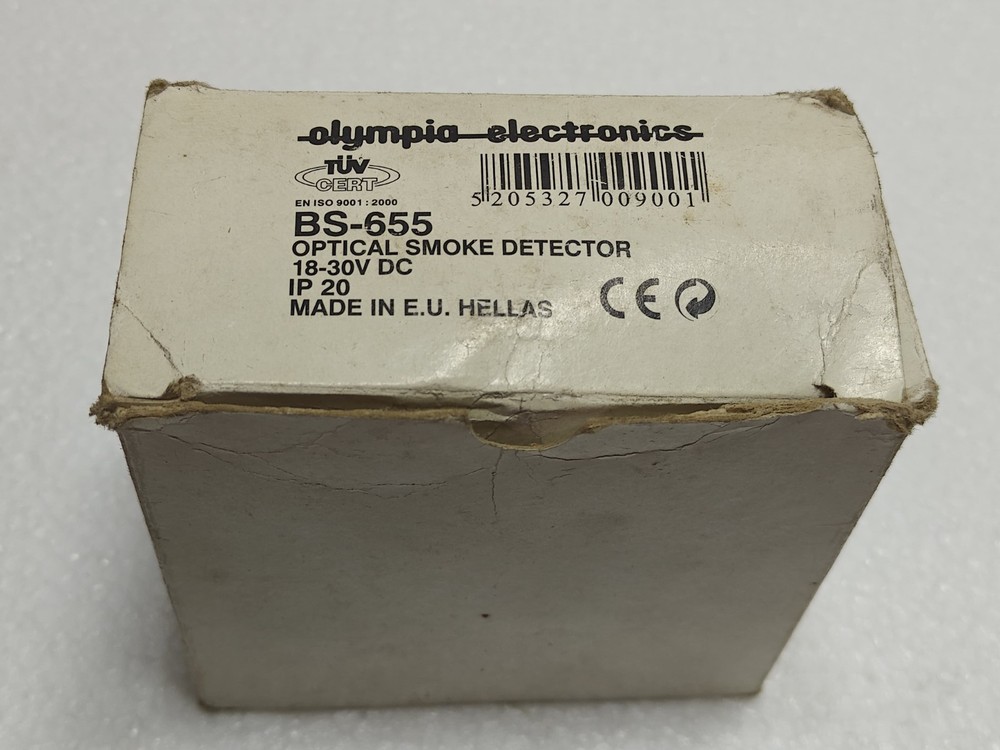 olympia electronics
TÜV
CERT
EN ISO 9001 : 2000
5 205327 009001
BS-655
OPTICAL SMOKE DETECTOR
18-30V DC
IP 20
MADE IN E.U. HELLAS
CE